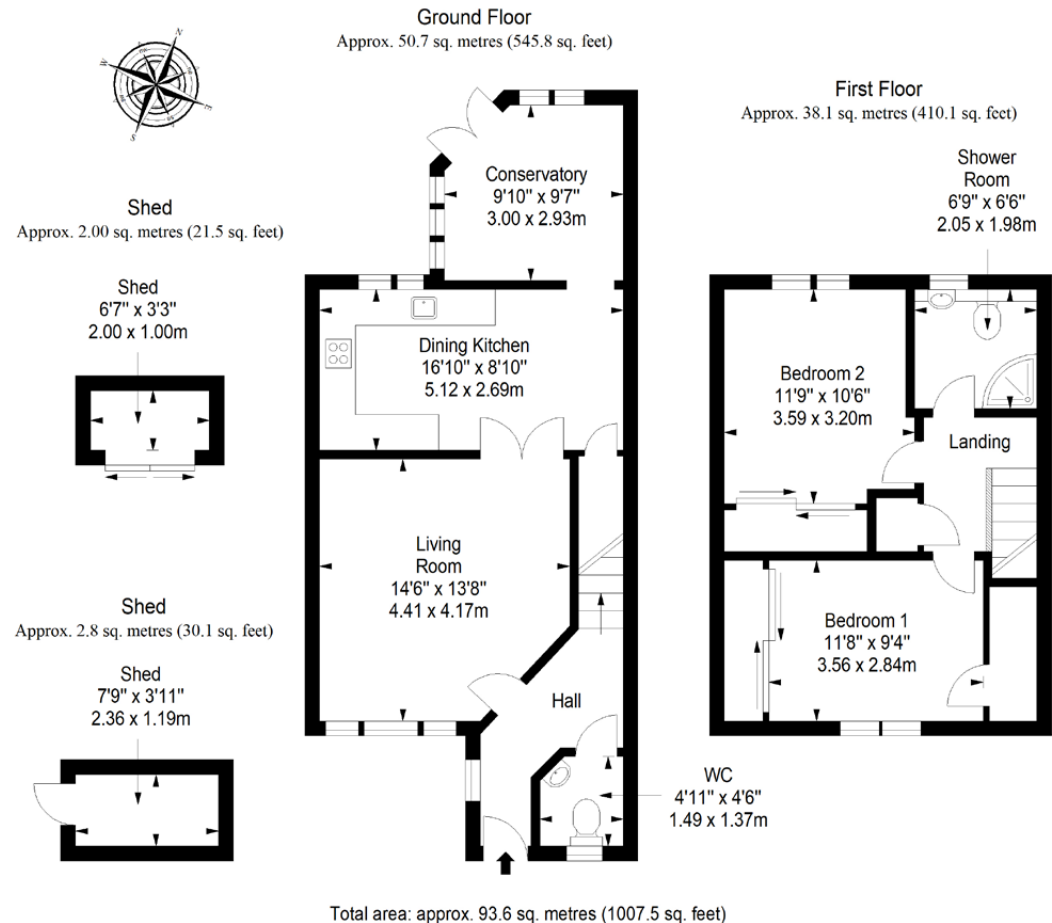 Ground Floor
Approx. 50.7 sq. metres (545.8 sq. feet)
N
W
E
S
First Floor
Approx. 38.1 sq. metres (410.1 sq. feet)
Shed
Approx. 2.00 sq. metres (21.5 sq. feet)
Shed
6'7" x 3'3"
2.00 x 1.00m
Conservatory
9'10" x 9'7"
3.00 x 2.93m
Shower
Room
6'9" x 6'6"
2.05 x 1.98m
Dining Kitchen
16'10" x 8'10"
5.12 x 2.69m
Bedroom 2
11'9" x 10'6"
3.59 x 3.20m
Landing
Living
Room
14'6" x 13'8"
4.41 x 4.17m
Shed
Approx. 2.8 sq. metres (30.1 sq. feet)
Shed
7'9" x 3'11"
2.36 x 1.19m
Bedroom 1
11'8" x 9'4"
3.56 x 2.84m
Hall
WC
4'11" x 4'6"
1.49 x 1.37m
Total area: approx. 93.6 sq. metres (1007.5 sq. feet)